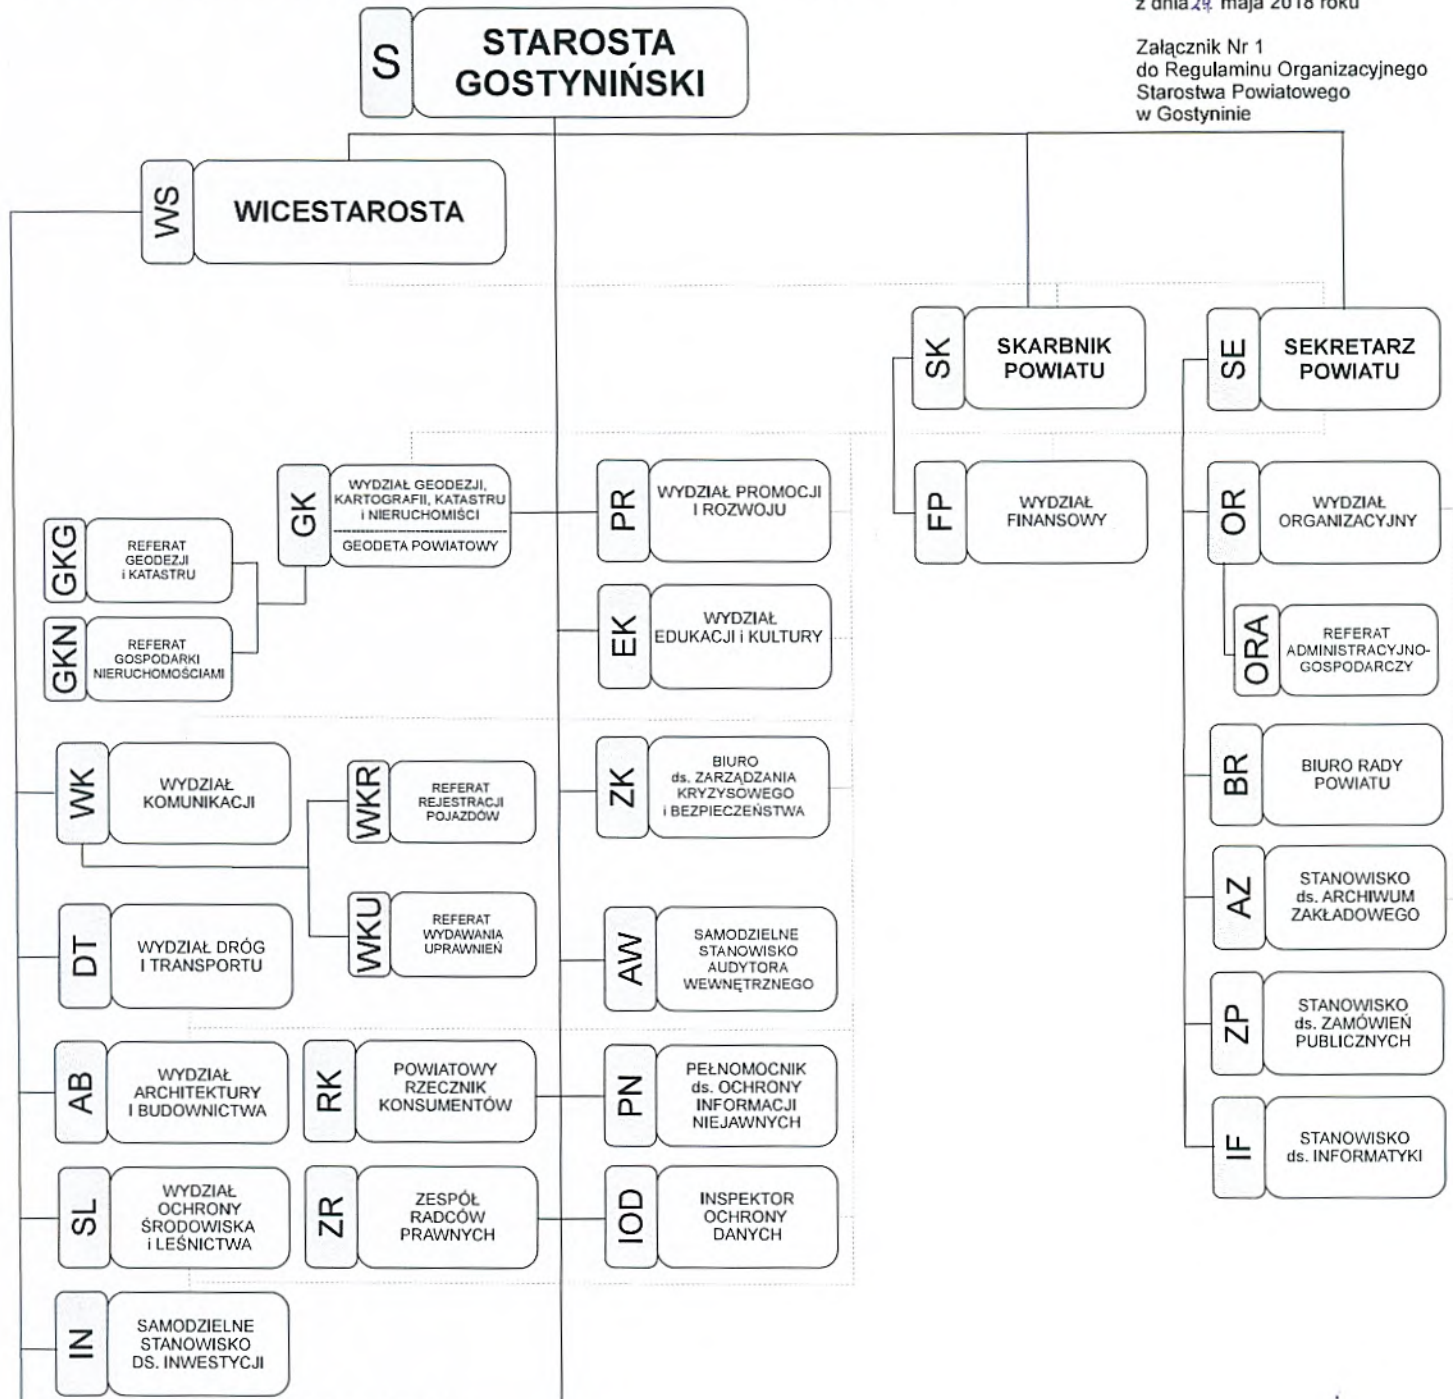 z dnia 24 maja 2018 roku
Załącznik Nr 1
do Regulaminu Organizacyjnego
Starostwa Powiatowego
w Gostyninie
S
STAROSTA
GOSTYNIŃSKI
WS
WICESTAROSTA
SK
SKARBNIK
POWIATU
SE
SEKRETARZ
POWIATU
GK
WYDZIAŁ GEODEZJI,
KARTOGRAFII, KATASTRU
i NIERUCHOMIŚCI
GEODETA POWIATOWY
PR
WYDZIAŁ PROMOCJI
I ROZWOJU
FP
WYDZIAŁ
FINANSOWY
OR
WYDZIAŁ
ORGANIZACYJNY
GKG
REFERAT
GEODEZJI
i KATASTRU
GKN
REFERAT
GOSPODARKI
NIERUCHOMOŚCIAMI
EK
WYDZIAŁ
EDUKACJI i KULTURY
ORA
REFERAT
ADMINISTRACYJNO-
GOSPODARCZY
WK
WYDZIAŁ
KOMUNIKACJI
WKR
REFERAT
REJESTRACJI
POJAZDÓW
ZK
BIURO
ds. ZARZĄDZANIA
KRYZYSOWEGO
i BEZPIECZEŃSTWA
BR
BIURO RADY
POWIATU
WKU
REFERAT
WYDAWANIA
UPRAWNIEŃ
AZ
STANOWISKO
ds. ARCHIWUM
ZAKŁADOWEGO
DT
WYDZIAŁ DRÓG
I TRANSPORTU
AW
SAMODZIELNE
STANOWISKO
AUDYTORA
WEWNĘTRZNEGO
ZP
STANOWISKO
ds. ZAMÓWIEŃ
PUBLICZNYCH
AB
WYDZIAŁ
ARCHITEKTURY
I BUDOWNICTWA
RK
POWIATOWY
RZECZNIK
KONSUMENTÓW
PN
PEŁNOMOCNIK
ds. OCHRONY
INFORMACJI
NIEJAWNYCH
IF
STANOWISKO
ds. INFORMATYKI
SL
WYDZIAŁ
OCHRONY
ŚRODOWISKA
i LEŚNICTWA
ZR
ZESPÓŁ
RADCÓW
PRAWNYCH
IOD
INSPEKTOR
OCHRONY
DANYCH
IN
SAMODZIELNE
STANOWISKO
DS. INWESTYCJI